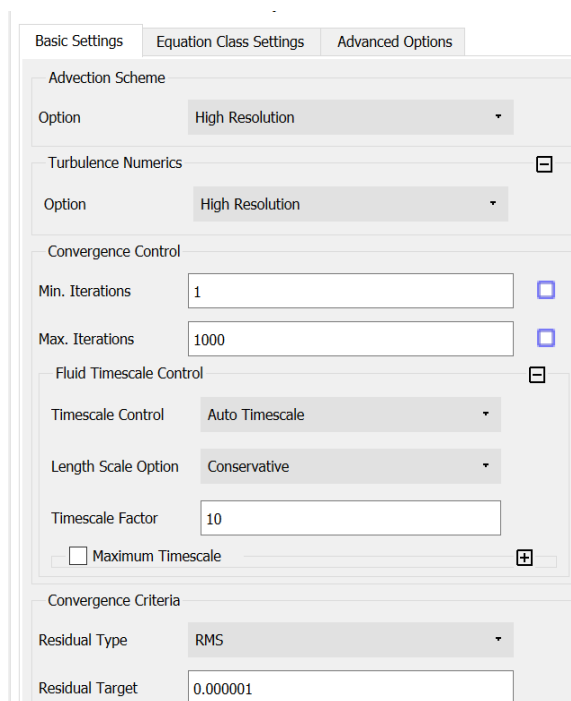 Basic Settings Equation Class Settings Advanced Options
Advection Scheme
Option High Resolution
Turbulence Numerics
Option High Resolution
Convergence Control
Min. Iterations 1
Max. Iterations 1000
Fluid Timescale Control
Timescale Control Auto Timescale
Length Scale Option Conservative
Timescale Factor 10
Maximum Timescale
Convergence Criteria
Residual Type RMS
Residual Target 0.000001